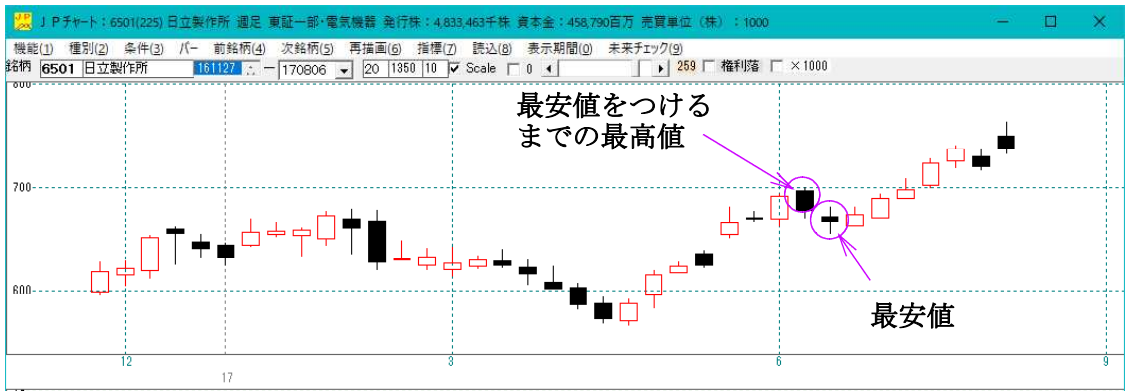 JPチャート：6501(225) 日立製作所 週足 東証一部・電気機器 発行株：4,833,463千株 資本金：458,790百万 売買単位（株）：1000
機能(1) 種別(2) 条件(3) バー 前銘柄(4) 次銘柄(5) 再描画(6) 指標(7) 読込(8) 表示期間(0) 未来チェック(9)
銘柄 6501 日立製作所 161127 － 170806 20 1350 10 Scale 0 259 権利落 ×1000
800
最安値をつける
までの最高値
700
600
最安値
12 3 6 9
17